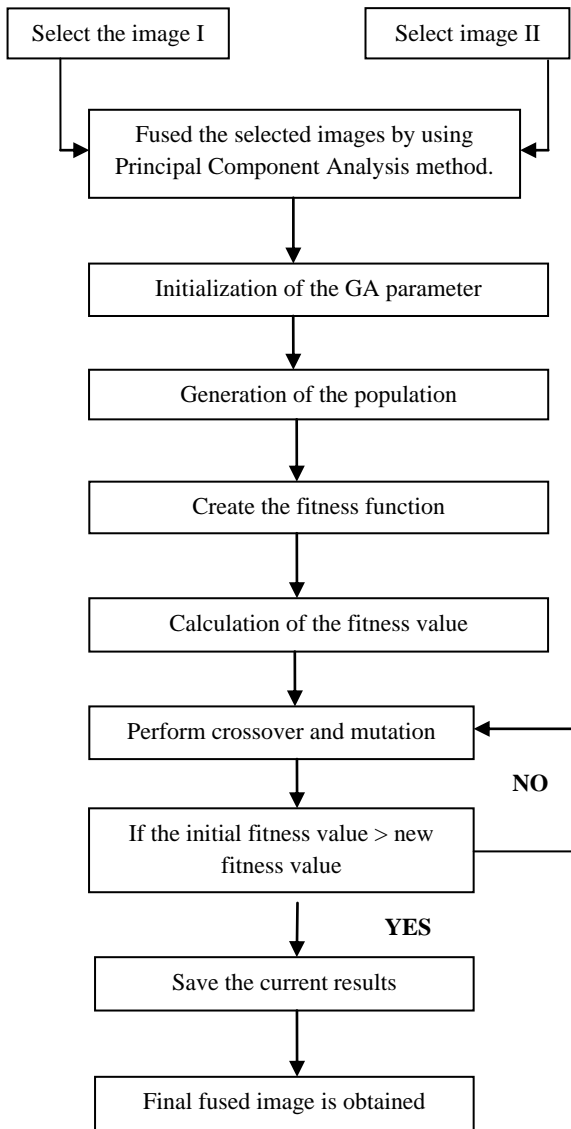 Select the image I
Select image II
Fused the selected images by using
Principal Component Analysis method.
Initialization of the GA parameter
Generation of the population
Create the fitness function
Calculation of the fitness value
Perform crossover and mutation
NO
If the initial fitness value > new
fitness value
YES
Save the current results
Final fused image is obtained